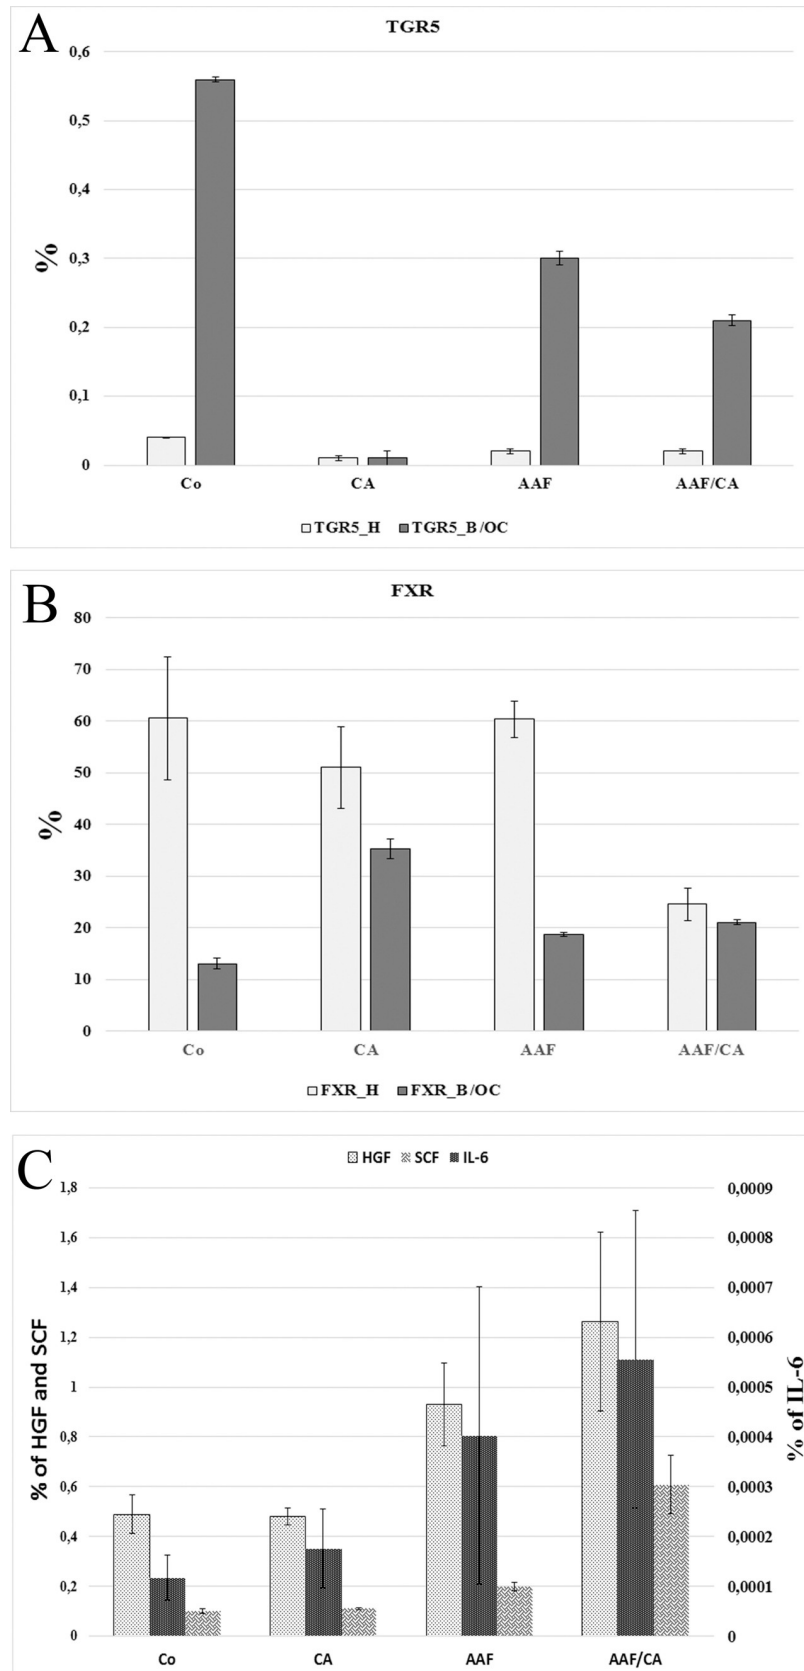 A
TGR5
0,6
0,5
0,4
0,3
0,2
0,1
0
%
Co CA AAF AAF/CA
TGR5_H TGR5_B/OC
B
FXR
80
70
60
50
40
30
20
10
0
%
Co CA AAF AAF/CA
FXR_H FXR_B/OC
C
HGF SCF IL-6
1,8 0,0009
1,6 0,0008
1,4 0,0007
1,2 0,0006
1 0,0005
0,8 0,0004
0,6 0,0003
0,4 0,0002
0,2 0,0001
0 0
% of HGF and SCF
% of IL-6
Co CA AAF AAF/CA